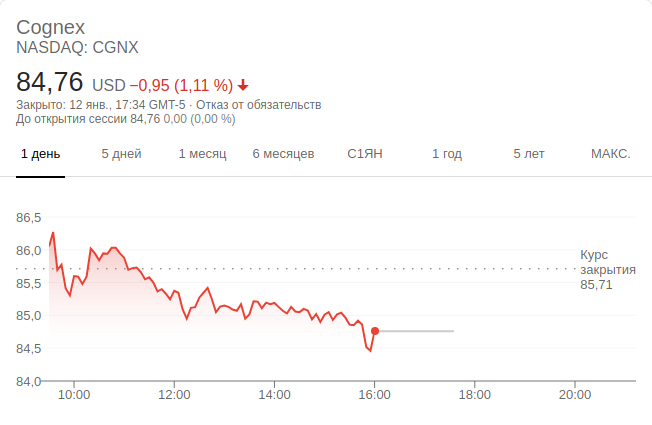 Cognex
NASDAQ: CGNX
84,76 USD −0,95 (1,11 %)
Закрыто: 12 янв., 17:34 GMT-5 · Отказ от обязательств
До открытия сессии 84,76 0,00 (0,00 %)
1 день 5 дней 1 месяц 6 месяцев С1ЯН 1 год 5 лет МАКС.
86,5
86,0
Курс
закрытия
85,71
85,5
85,0
84,5
84,0
10:00 12:00 14:00 16:00 18:00 20:00